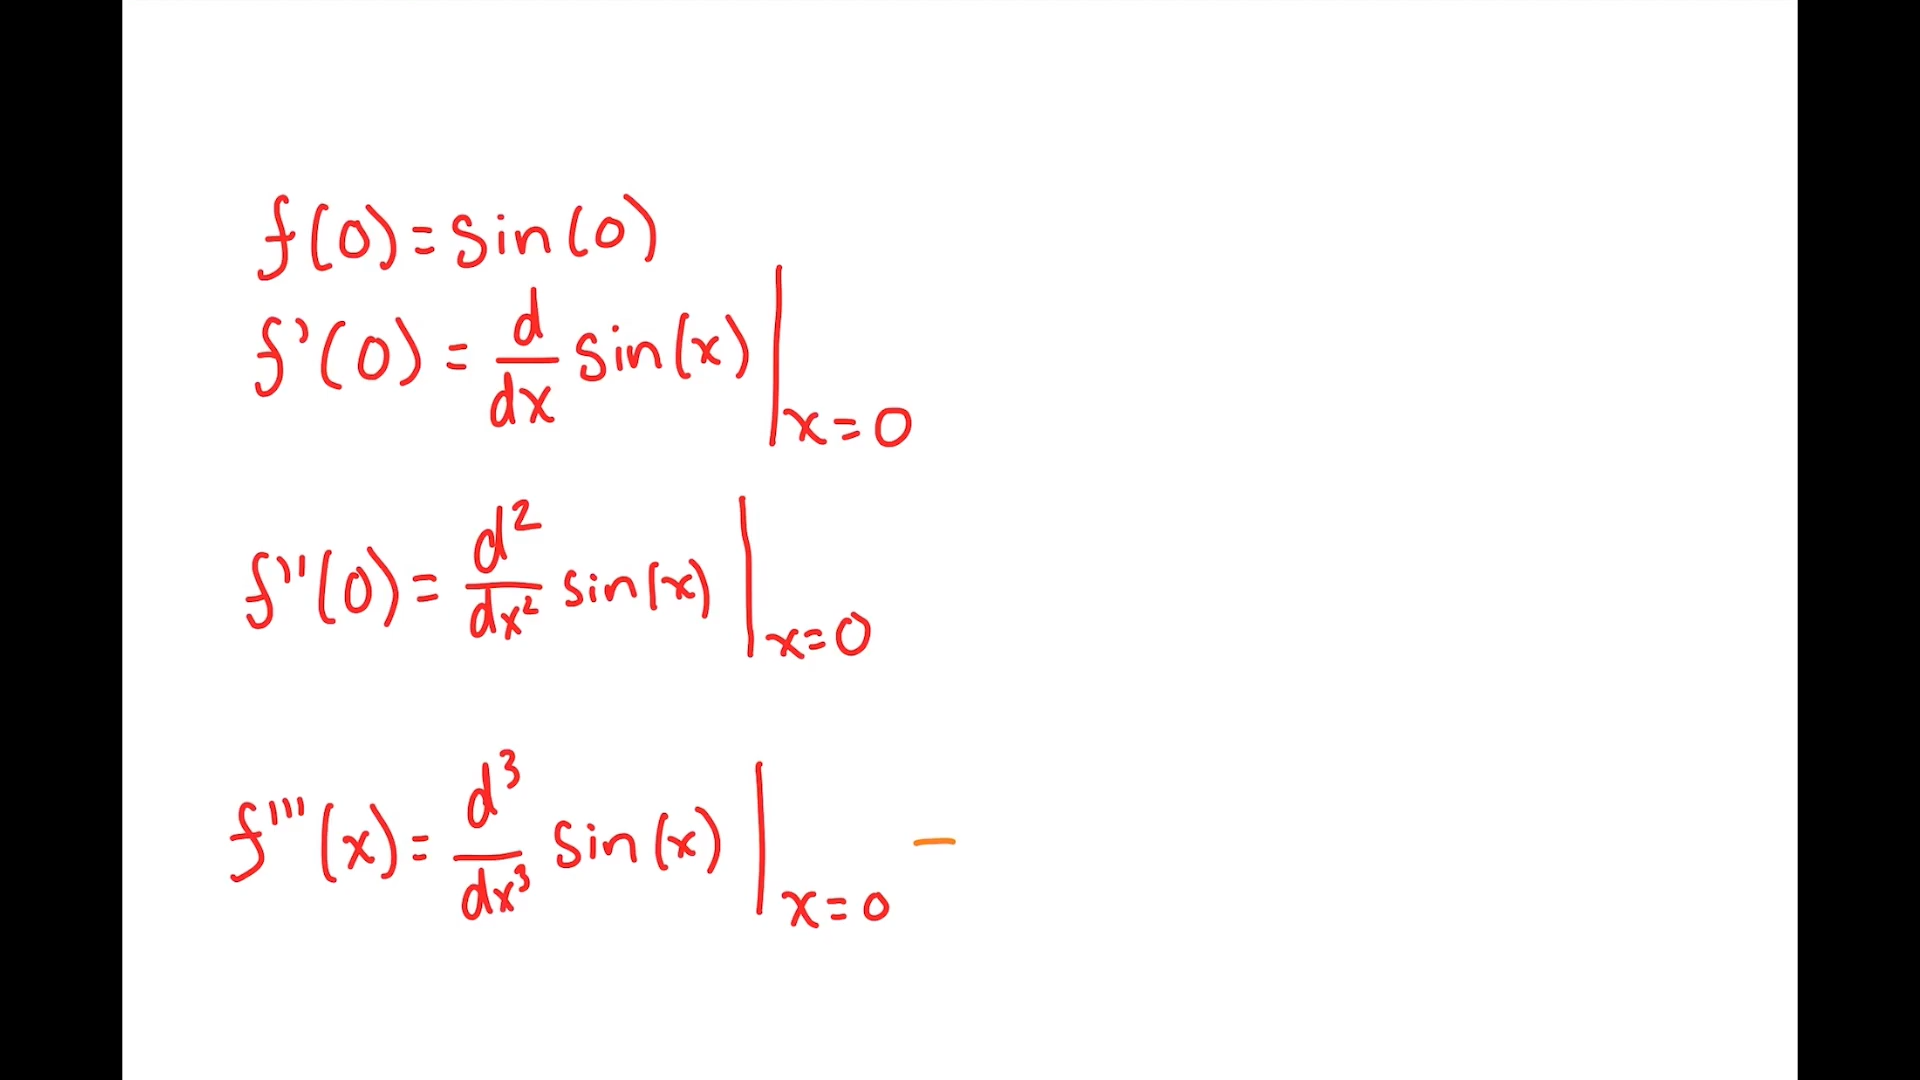 f(0) = sin(0)
f'(0) = d/dx sin(x) |x=0
f''(0) = d²/dx² sin(x) |x=0
f'''(x) = d³/dx³ sin(x) |x=0 –